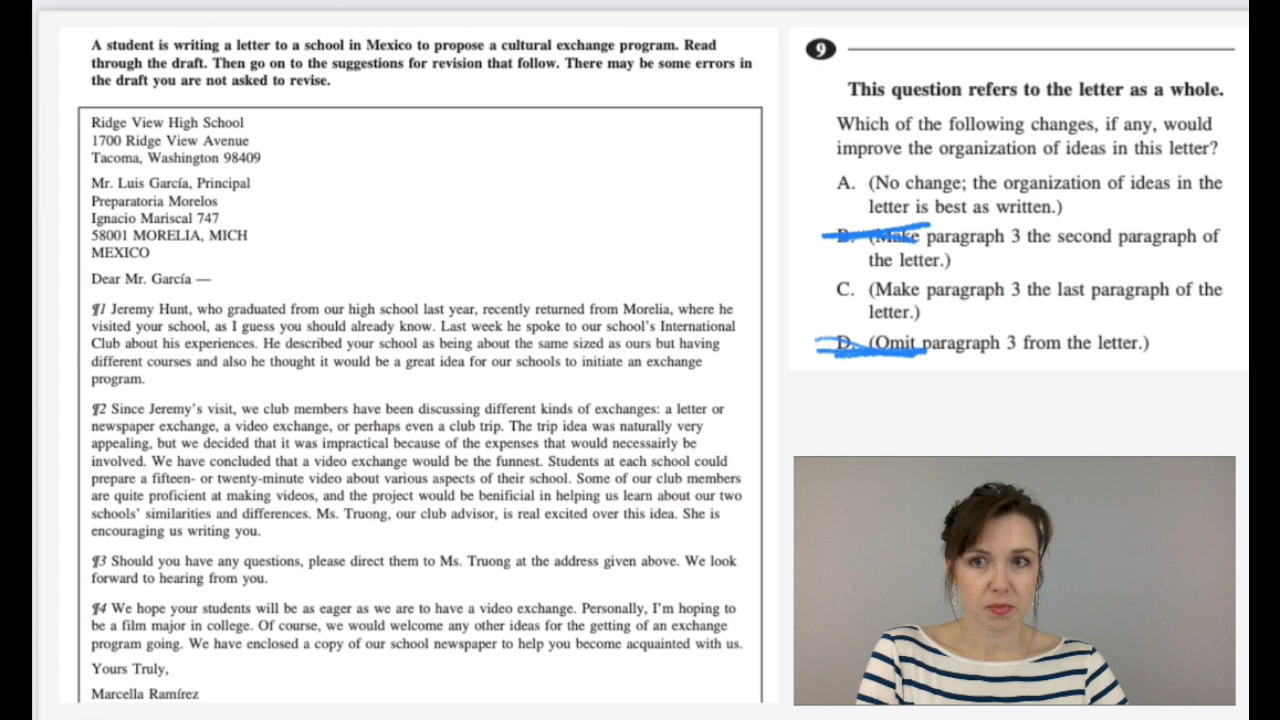 A student is writing a letter to a school in Mexico to propose a cultural exchange program. Read
through the draft. Then go on to the suggestions for revision that follow. There may be some errors in
the draft you are not asked to revise.
Ridge View High School
1700 Ridge View Avenue
Tacoma, Washington 98409
Mr. Luis García, Principal
Preparatoria Morelos
Ignacio Mariscal 747
58001 MORELIA, MICH
MEXICO
Dear Mr. García —
¶1 Jeremy Hunt, who graduated from our high school last year, recently returned from Morelia, where he
visited your school, as I guess you should already know. Last week he spoke to our school's International
Club about his experiences. He described your school as being about the same sized as ours but having
different courses and also he thought it would be a great idea for our schools to initiate an exchange
program.
¶2 Since Jeremy's visit, we club members have been discussing different kinds of exchanges: a letter or
newspaper exchange, a video exchange, or perhaps even a club trip. The trip idea was naturally very
appealing, but we decided that it was impractical because of the expenses that would necessairly be
involved. We have concluded that a video exchange would be the funnest. Students at each school could
prepare a fifteen- or twenty-minute video about various aspects of their school. Some of our club members
are quite proficient at making videos, and the project would be benificial in helping us learn about our two
schools' similarities and differences. Ms. Truong, our club advisor, is real excited over this idea. She is
encouraging us writing you.
¶3 Should you have any questions, please direct them to Ms. Truong at the address given above. We look
forward to hearing from you.
¶4 We hope your students will be as eager as we are to have a video exchange. Personally, I'm hoping to
be a film major in college. Of course, we would welcome any other ideas for the getting of an exchange
program going. We have enclosed a copy of our school newspaper to help you become acquainted with us.
Yours Truly,
Marcella Ramírez
9
This question refers to the letter as a whole.
Which of the following changes, if any, would
improve the organization of ideas in this letter?
A. (No change; the organization of ideas in the
letter is best as written.)
B. (Make paragraph 3 the second paragraph of
the letter.)
C. (Make paragraph 3 the last paragraph of the
letter.)
D. (Omit paragraph 3 from the letter.)